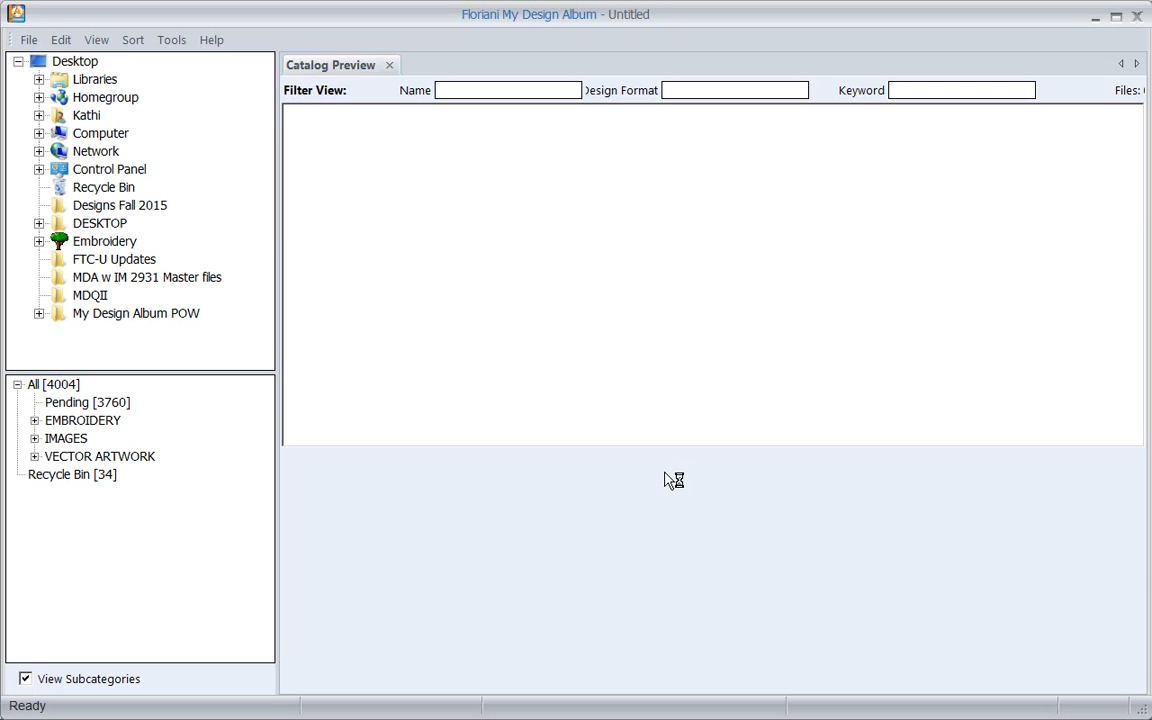 Floriani My Design Album - Untitled
File Edit View Sort Tools Help
Desktop
Libraries
Homegroup
Kathi
Computer
Network
Control Panel
Recycle Bin
Designs Fall 2015
DESKTOP
Embroidery
FTC-U Updates
MDA w IM 2931 Master files
MDQII
My Design Album POW
All [4004]
Pending [3760]
EMBROIDERY
IMAGES
VECTOR ARTWORK
Recycle Bin [34]
View Subcategories
Catalog Preview
Filter View: Name Design Format Keyword Files:
Ready